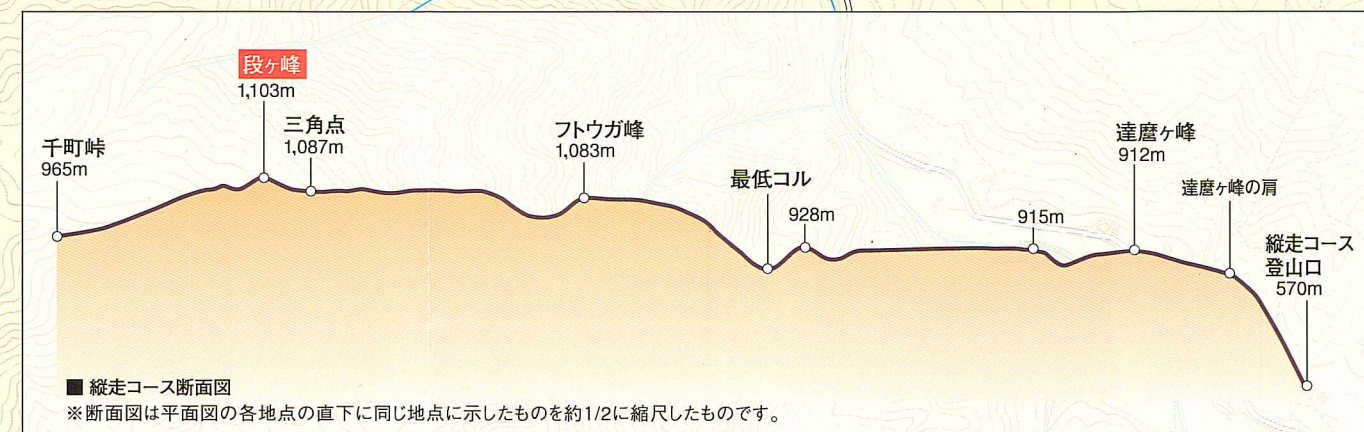 千町峠
965m
段ヶ峰
1,103m
三角点
1,087m
フトウガ峰
1,083m
最低コル
928m
915m
達磨ヶ峰
912m
達磨ヶ峰の肩
縦走コース
登山口
570m
■ 縦走コース断面図
※断面図は平面図の各地点の直下に同じ地点に示したものを約1/2に縮尺したものです。